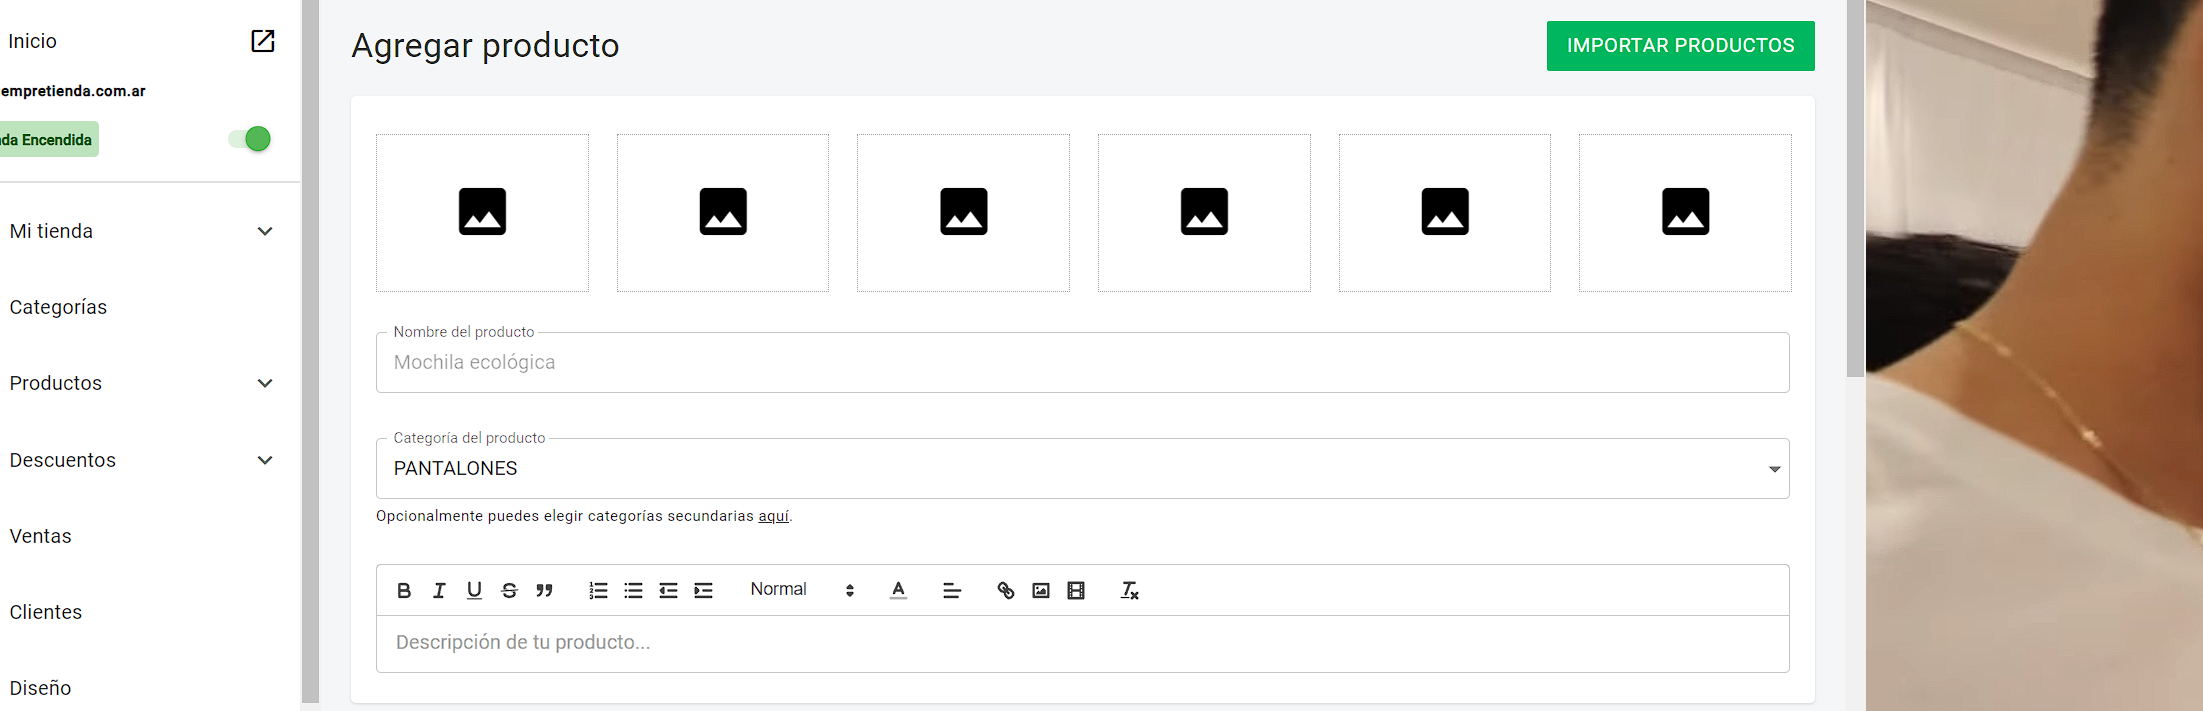 Inicio
empretienda.com.ar
da Encendida
Mi tienda
Categorías
Productos
Descuentos
Ventas
Clientes
Diseño
Agregar producto
IMPORTAR PRODUCTOS
Nombre del producto
Mochila ecológica
Categoría del producto
PANTALONES
Opcionalmente puedes elegir categorías secundarias aquí.
Normal
Descripción de tu producto...